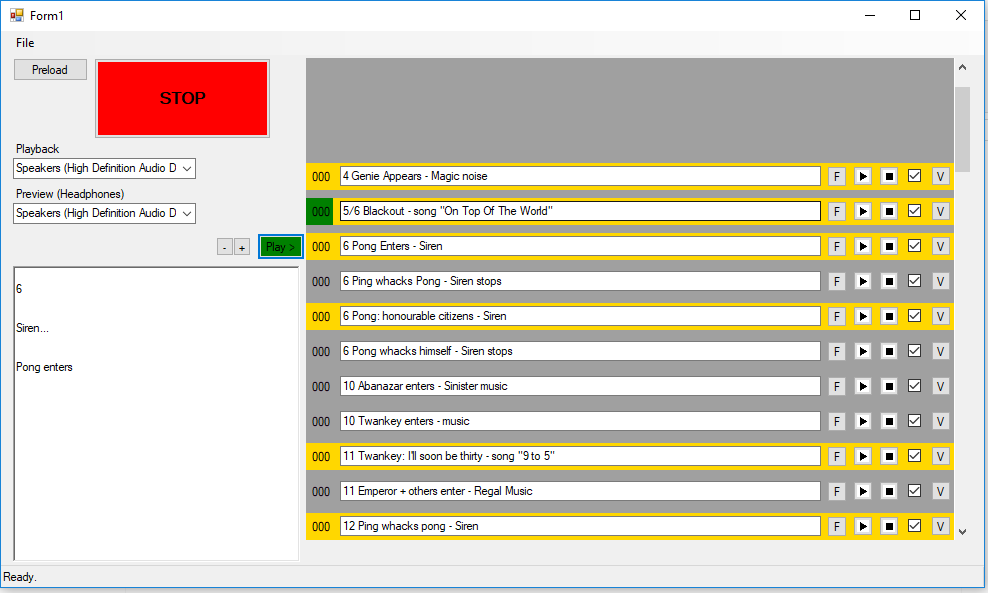 Form1
File
Preload
STOP
Playback
Speakers (High Definition Audio D
Preview (Headphones)
Speakers (High Definition Audio D
- + Play >
6
Siren...
Pong enters
000 4 Genie Appears - Magic noise F V
000 5/6 Blackout - song "On Top Of The World" F V
000 6 Pong Enters - Siren F V
000 6 Ping whacks Pong - Siren stops F V
000 6 Pong: honourable citizens - Siren F V
000 6 Pong whacks himself - Siren stops F V
000 10 Abanazar enters - Sinister music F V
000 10 Twankey enters - music F V
000 11 Twankey: I'll soon be thirty - song "9 to 5" F V
000 11 Emperor + others enter - Regal Music F V
000 12 Ping whacks pong - Siren F V
Ready.